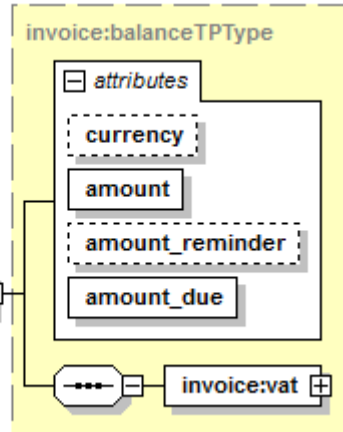 invoice:balanceTPType
attributes
currency
amount
amount_reminder
amount_due
invoice:vat